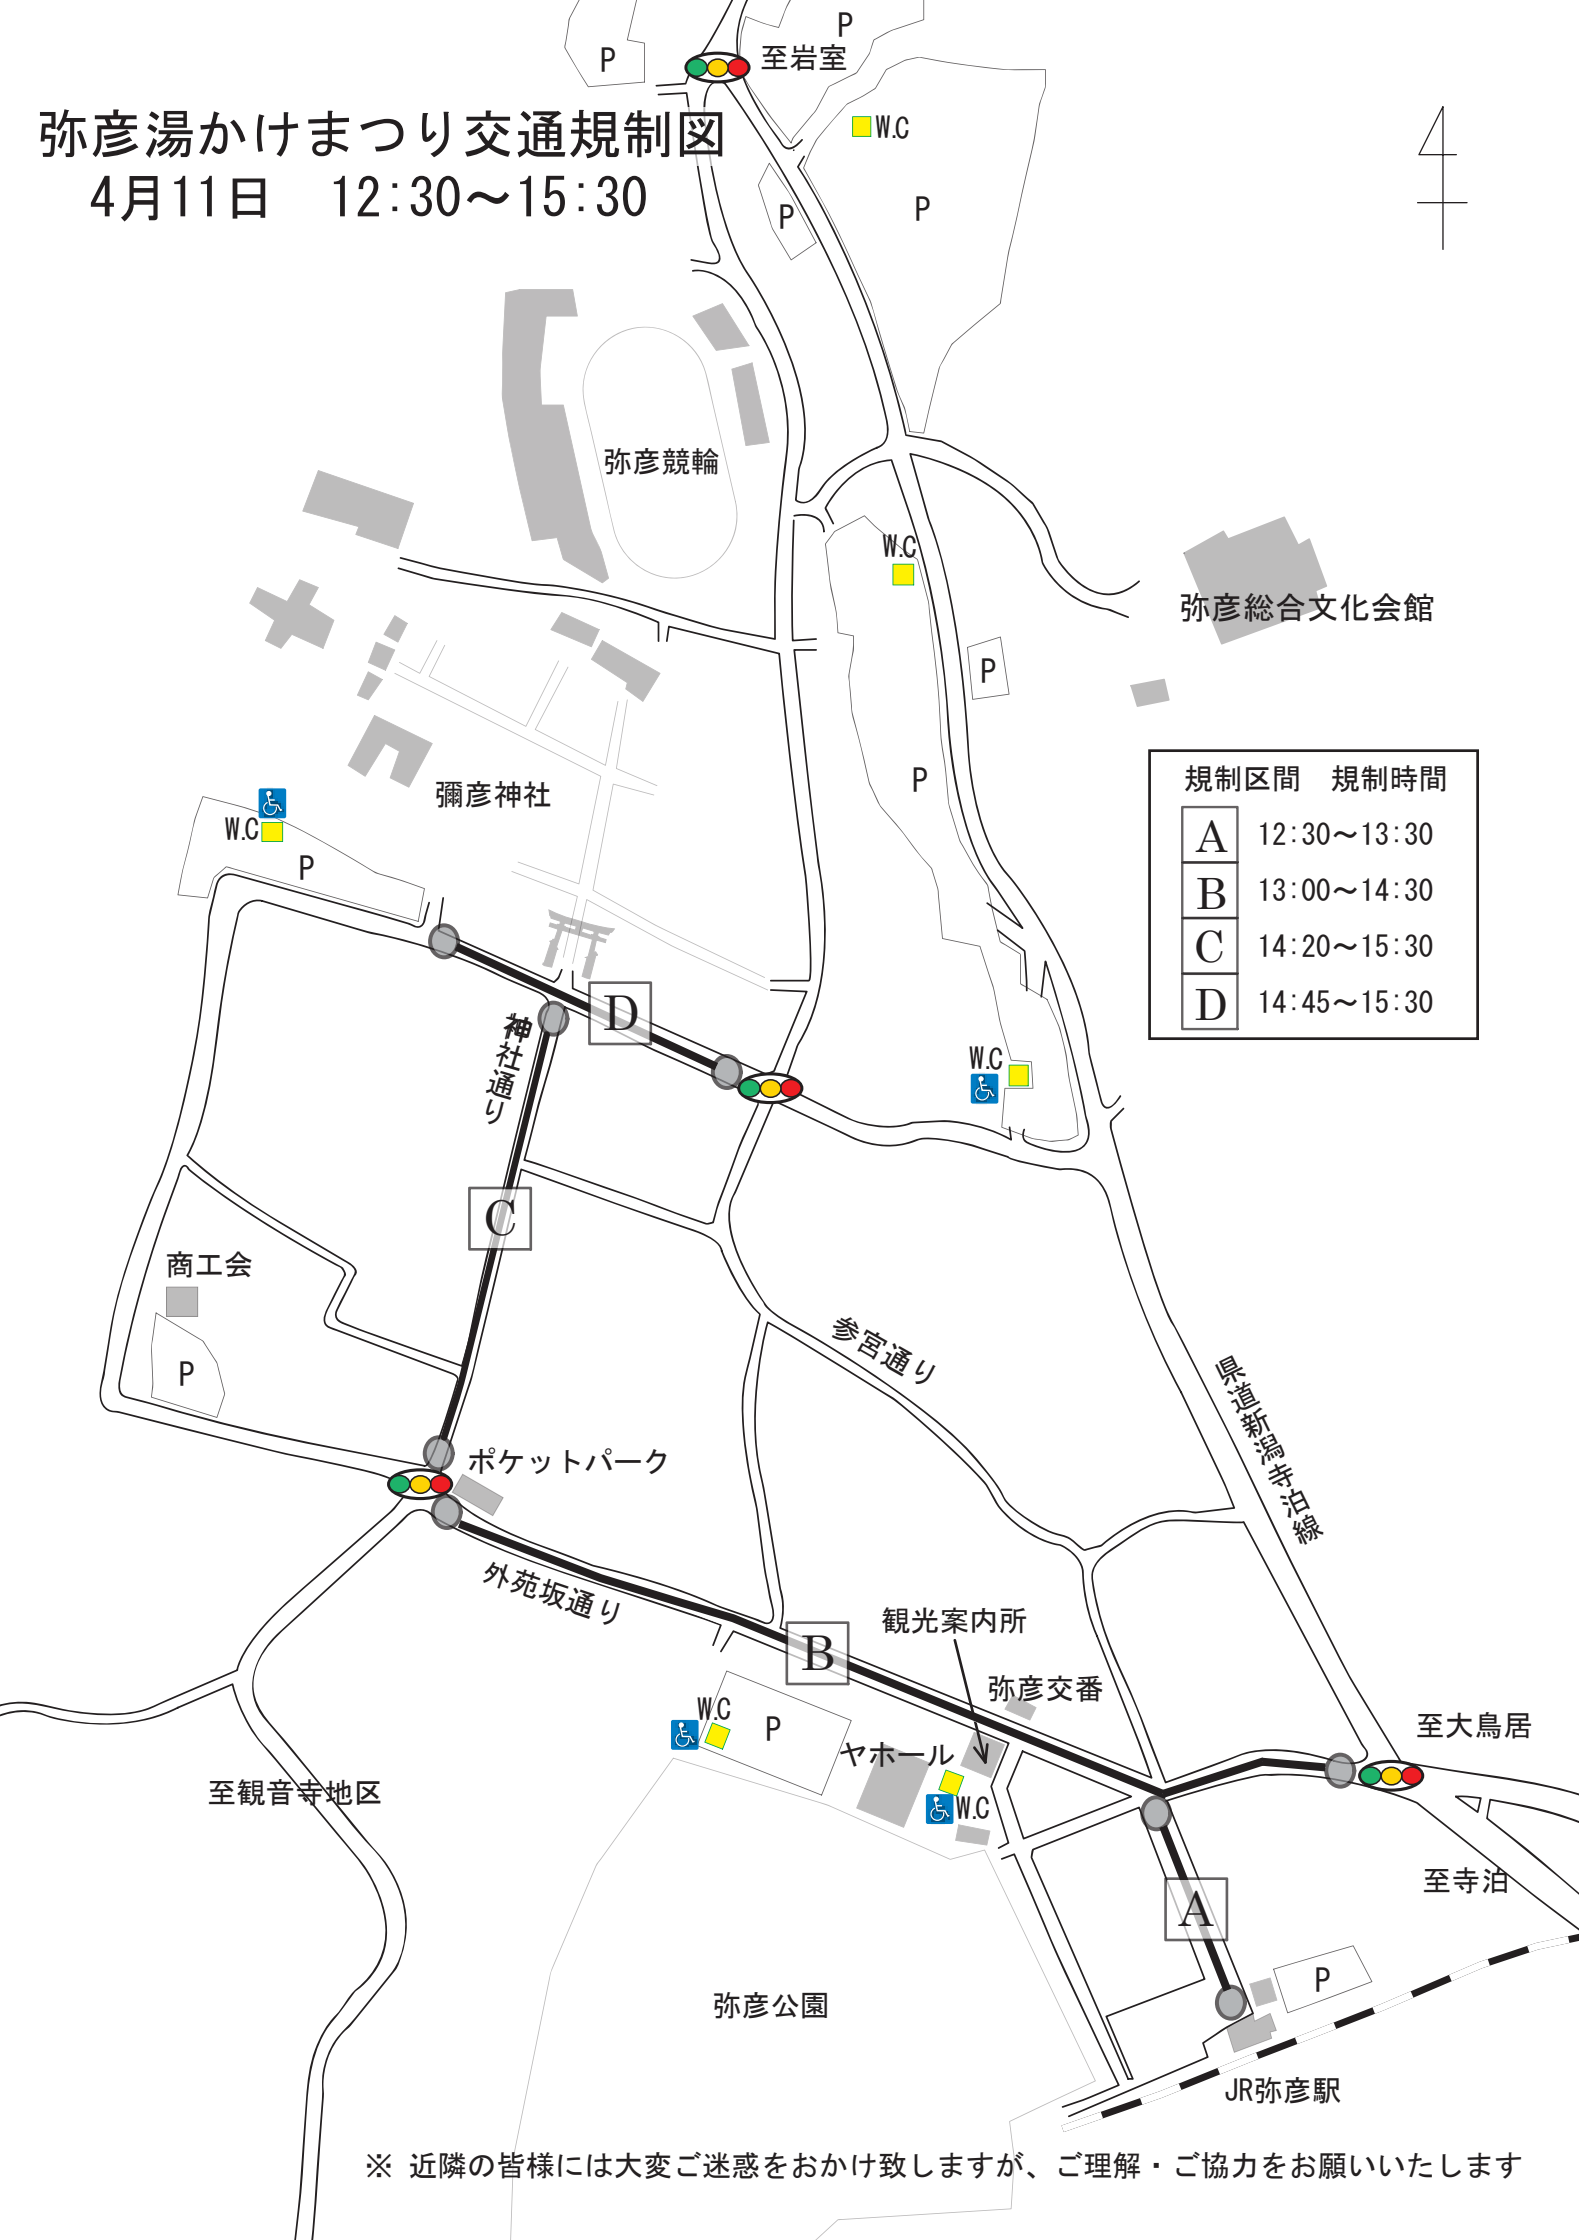 P
P
至岩室
弥彦湯かけまつり交通規制図
4月11日　12:30～15:30
W.C
P
P
弥彦競輪
W.C
弥彦総合文化会館
P
P
規制区間　規制時間
A 12:30～13:30
B 13:00～14:30
C 14:20～15:30
D 14:45～15:30
彌彦神社
W.C
P
D
神社通り
W.C
C
商工会
P
参宮通り
県道新潟寺泊線
ポケットパーク
外苑坂通り
B
観光案内所
弥彦交番
W.C
P
ヤホール
W.C
至大鳥居
至観音寺地区
至寺泊
A
P
弥彦公園
JR弥彦駅
※ 近隣の皆様には大変ご迷惑をおかけ致しますが、ご理解・ご協力をお願いいたします